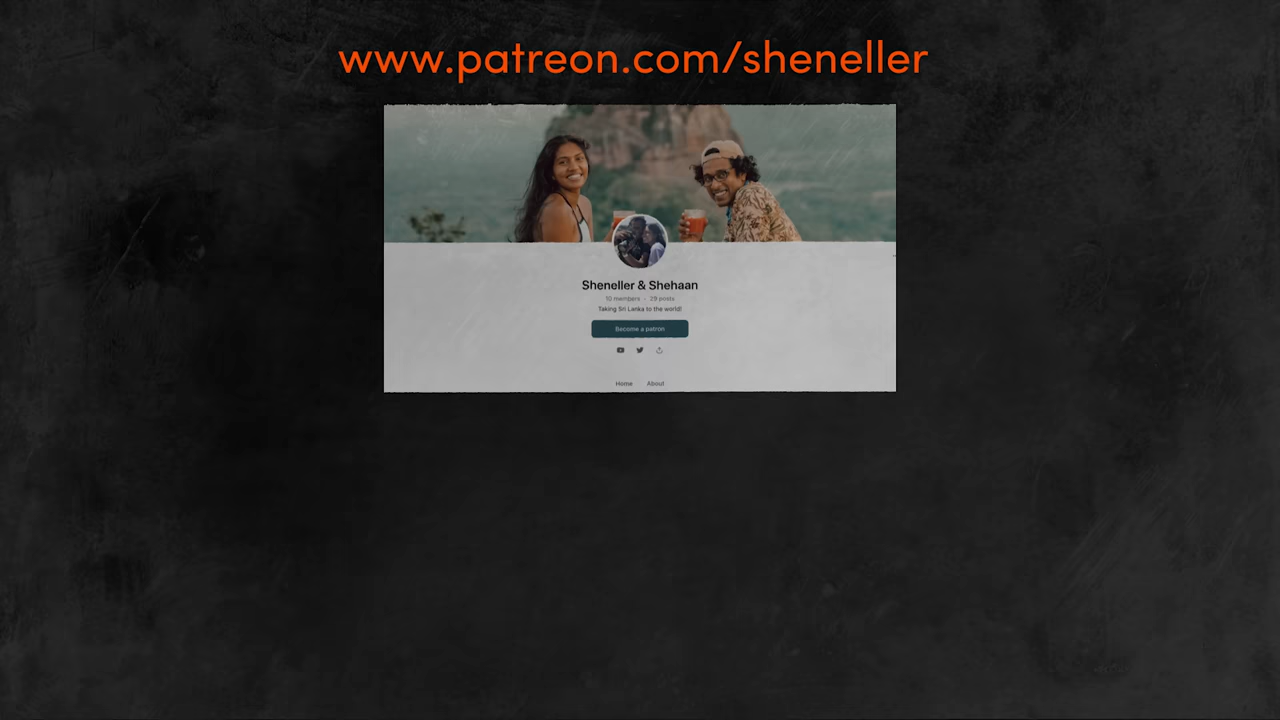 www.patreon.com/sheneller
Sheneller & Shehaan
10 members · 29 posts
Taking Sri Lanka to the world!
Become a patron
Home About